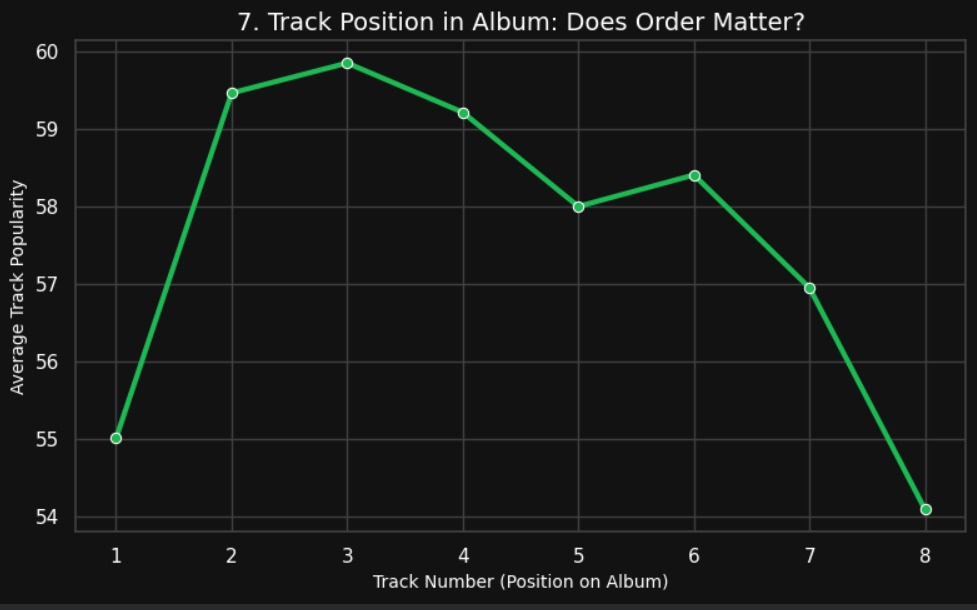 7. Track Position in Album: Does Order Matter?
60
59
58
57
56
55
54
Average Track Popularity
1 2 3 4 5 6 7 8
Track Number (Position on Album)